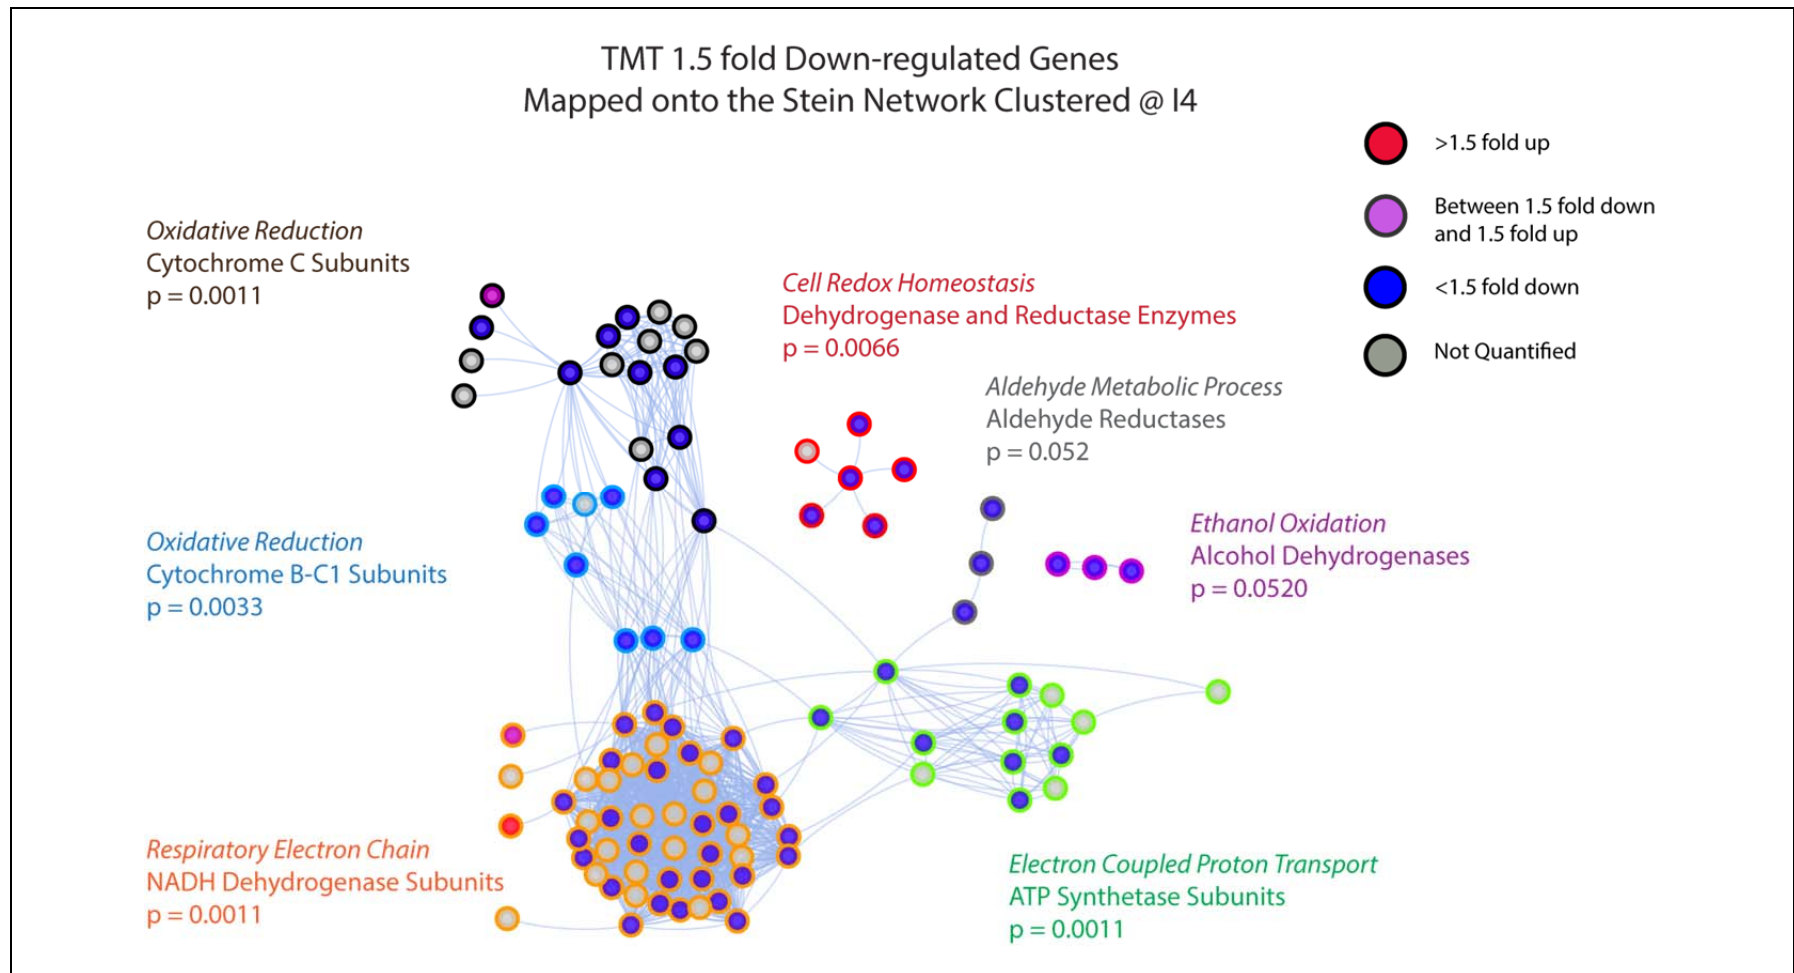 TMT 1.5 fold Down-regulated Genes
Mapped onto the Stein Network Clustered @ I4
>1.5 fold up
Between 1.5 fold down
and 1.5 fold up
<1.5 fold down
Not Quantified
Oxidative Reduction
Cytochrome C Subunits
p = 0.0011
Cell Redox Homeostasis
Dehydrogenase and Reductase Enzymes
p = 0.0066
Aldehyde Metabolic Process
Aldehyde Reductases
p = 0.052
Ethanol Oxidation
Alcohol Dehydrogenases
p = 0.0520
Oxidative Reduction
Cytochrome B-C1 Subunits
p = 0.0033
Respiratory Electron Chain
NADH Dehydrogenase Subunits
p = 0.0011
Electron Coupled Proton Transport
ATP Synthetase Subunits
p = 0.0011